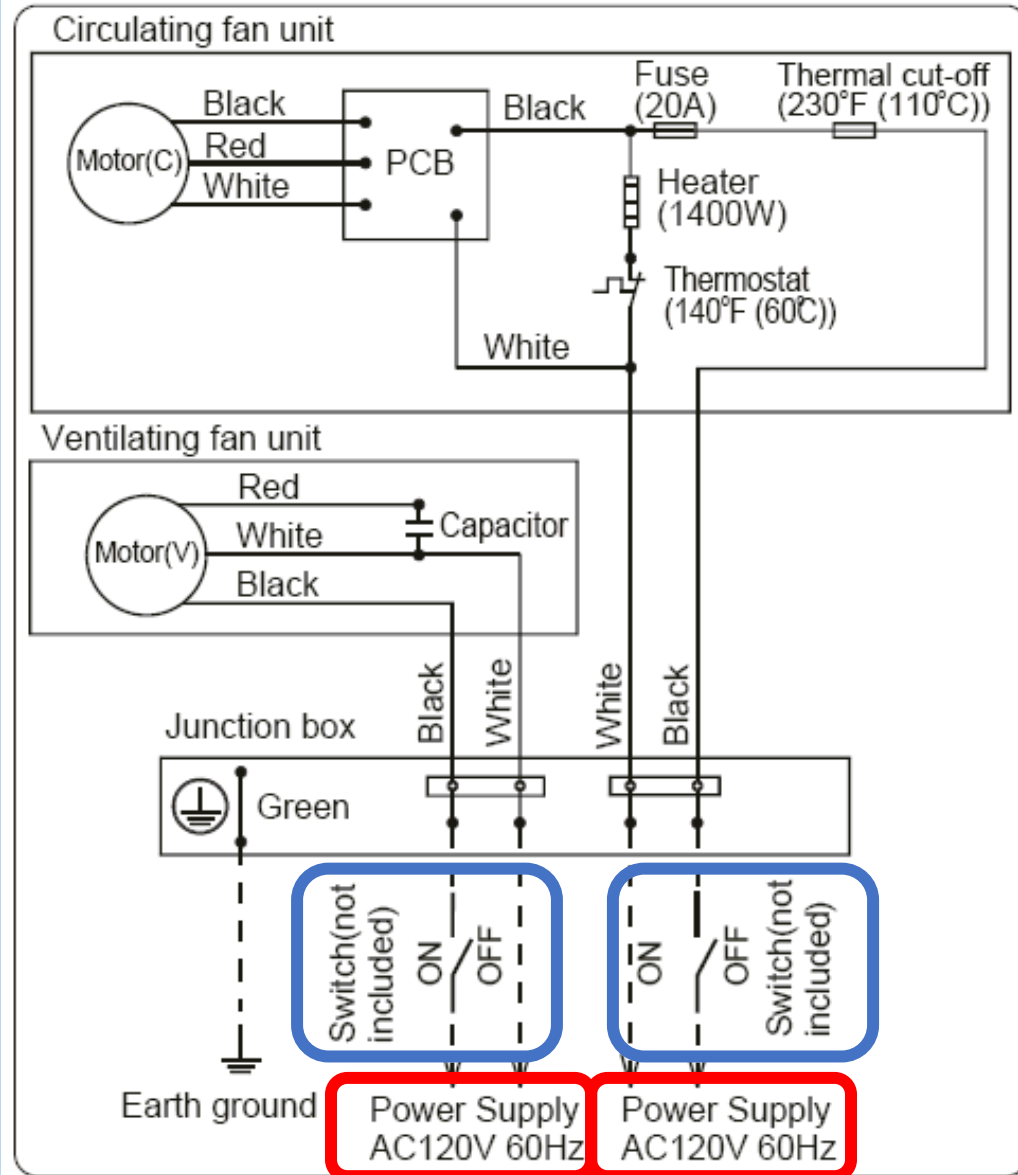 Circulating fan unit
Black
Red
White
Motor(C)
PCB
Black
Fuse
(20A)
Thermal cut-off
(230°F (110°C))
Heater
(1400W)
Thermostat
(140°F (60°C))
White
Ventilating fan unit
Red
White
Black
Motor(V)
Capacitor
Black
White
White
Black
Junction box
Green
Switch(not
included)
ON
OFF
ON
OFF
Switch(not
included)
Earth ground
Power Supply
AC120V 60Hz
Power Supply
AC120V 60Hz